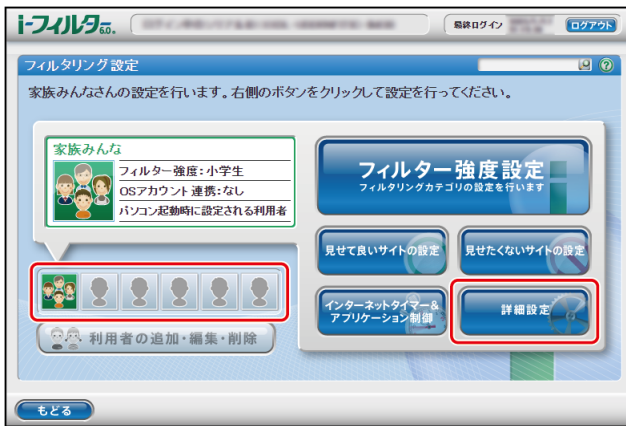 i-フィルター6.0.
最終ログイン
ログアウト
フィルタリング設定
家族みんなさんの設定を行います。右側のボタンをクリックして設定を行ってください。
家族みんな
フィルター強度:小学生
OSアカウント連携:なし
パソコン起動時に設定される利用者
フィルター強度設定
フィルタリングカテゴリの設定を行います
見せて良いサイトの設定
見せたくないサイトの設定
インターネットタイマー&
アプリケーション制御
詳細設定
利用者の追加・編集・削除
もどる